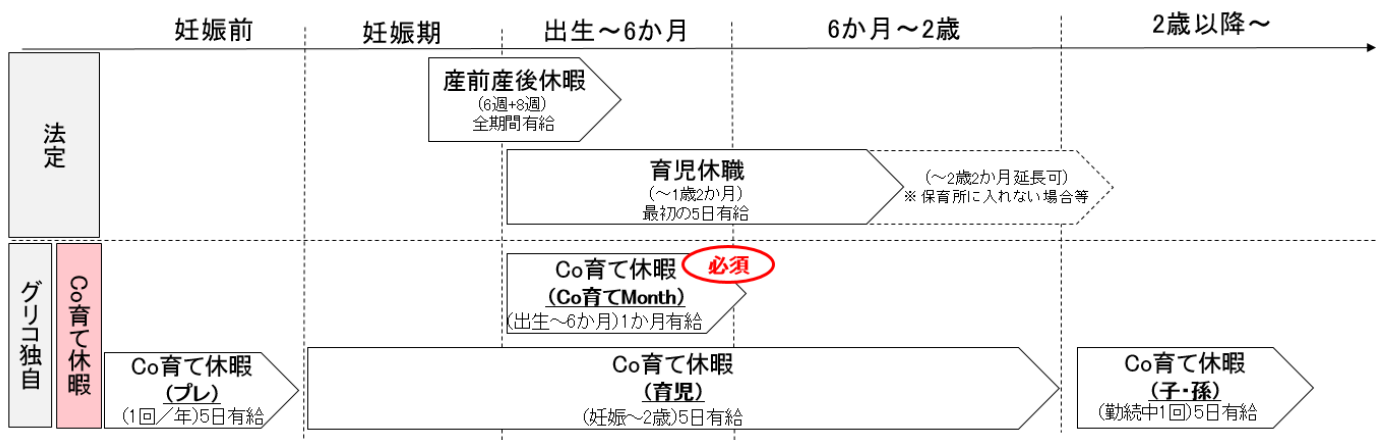 妊娠前
妊娠期
出生～6か月
6か月～2歳
2歳以降～
法定
産前産後休暇
(6週+8週)
全期間有給
育児休職
(～1歳2か月)
最初の5日有給
(～2歳2か月延長可)
※保育所に入れない場合等
グリコ独自
Co育て休暇
Co育て休暇
(Co育てMonth)
(出生～6か月)1か月有給
必須
Co育て休暇
(プレ)
(1回／年)5日有給
Co育て休暇
(育児)
(妊娠～2歳)5日有給
Co育て休暇
(子・孫)
(勤続中1回)5日有給